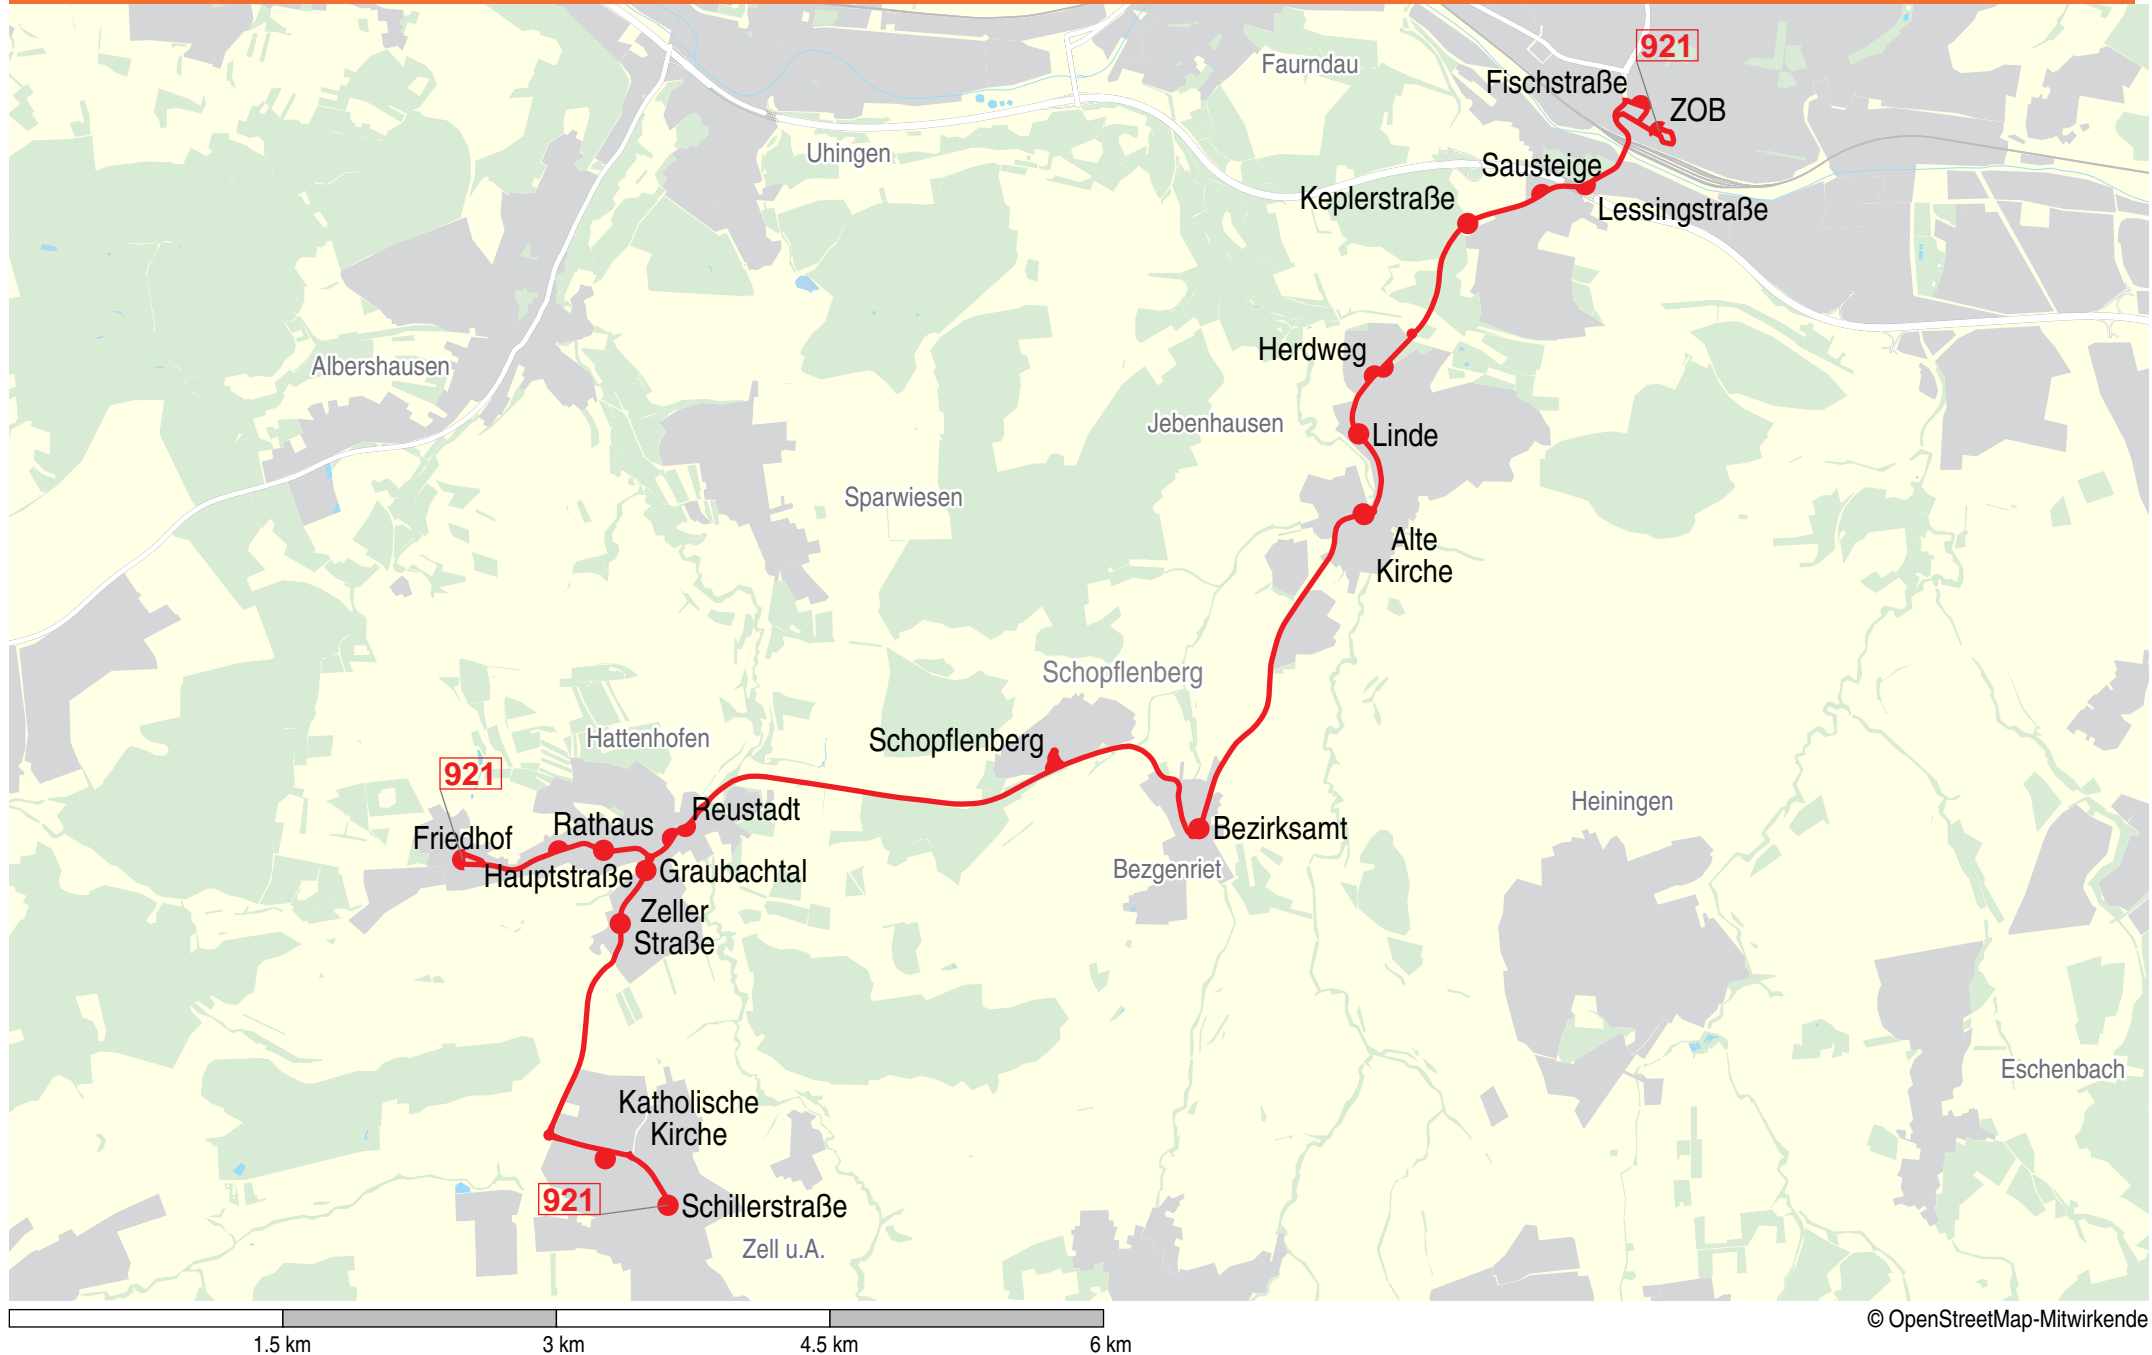 921
Faurndau
Fischstraße
ZOB
Uhingen
Sausteige
Keplerstraße
Lessingstraße
Herdweg
Albershausen
Jebenhausen
Linde
Sparwiesen
Alte
Kirche
Schopflenberg
Hattenhofen
Schopflenberg
921
Reustadt
Heiningen
Rathaus
Bezirksamt
Friedhof
Hauptstraße
Graubachtal
Bezgenriet
Zeller
Straße
Eschenbach
Katholische
Kirche
921
Schillerstraße
Zell u.A.
© OpenStreetMap-Mitwirkende
1.5 km
3 km
4.5 km
6 km